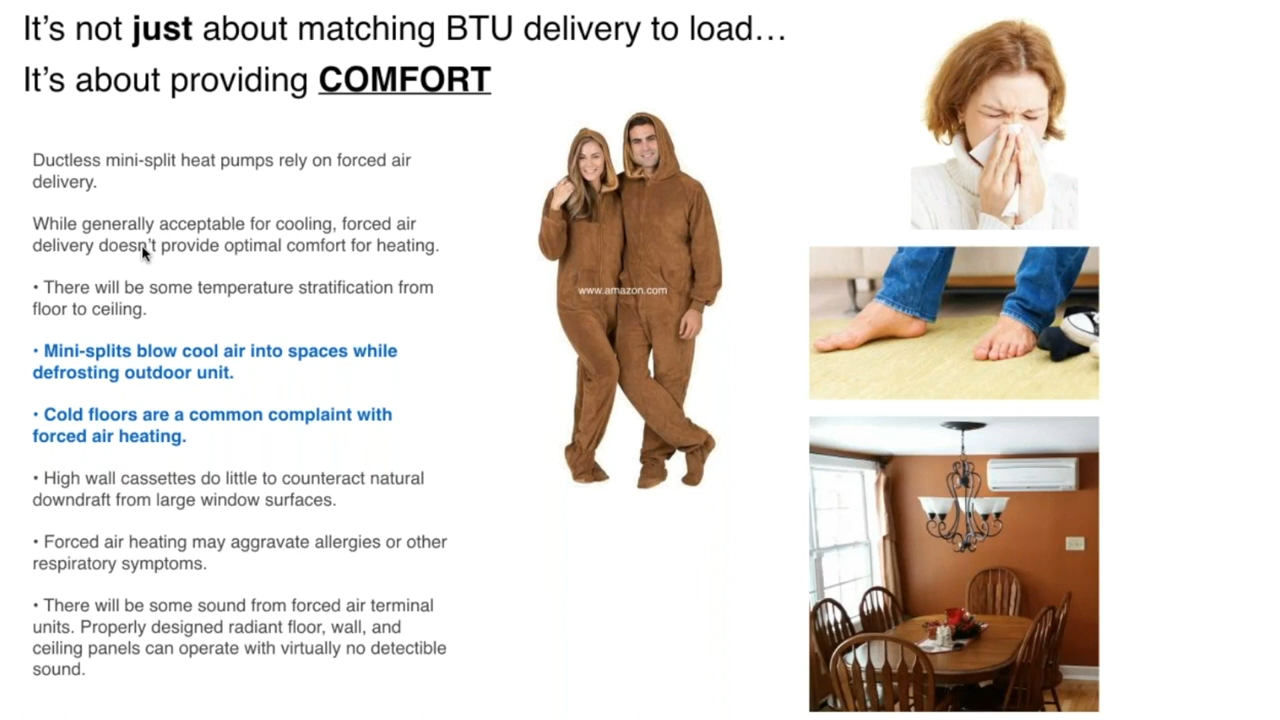 It's not just about matching BTU delivery to load…
It's about providing COMFORT
Ductless mini-split heat pumps rely on forced air
delivery.
While generally acceptable for cooling, forced air
delivery doesn't provide optimal comfort for heating.
• There will be some temperature stratification from
floor to ceiling.
• Mini-splits blow cool air into spaces while
defrosting outdoor unit.
• Cold floors are a common complaint with
forced air heating.
• High wall cassettes do little to counteract natural
downdraft from large window surfaces.
• Forced air heating may aggravate allergies or other
respiratory symptoms.
• There will be some sound from forced air terminal
units. Properly designed radiant floor, wall, and
ceiling panels can operate with virtually no detectible
sound.
www.amazon.com